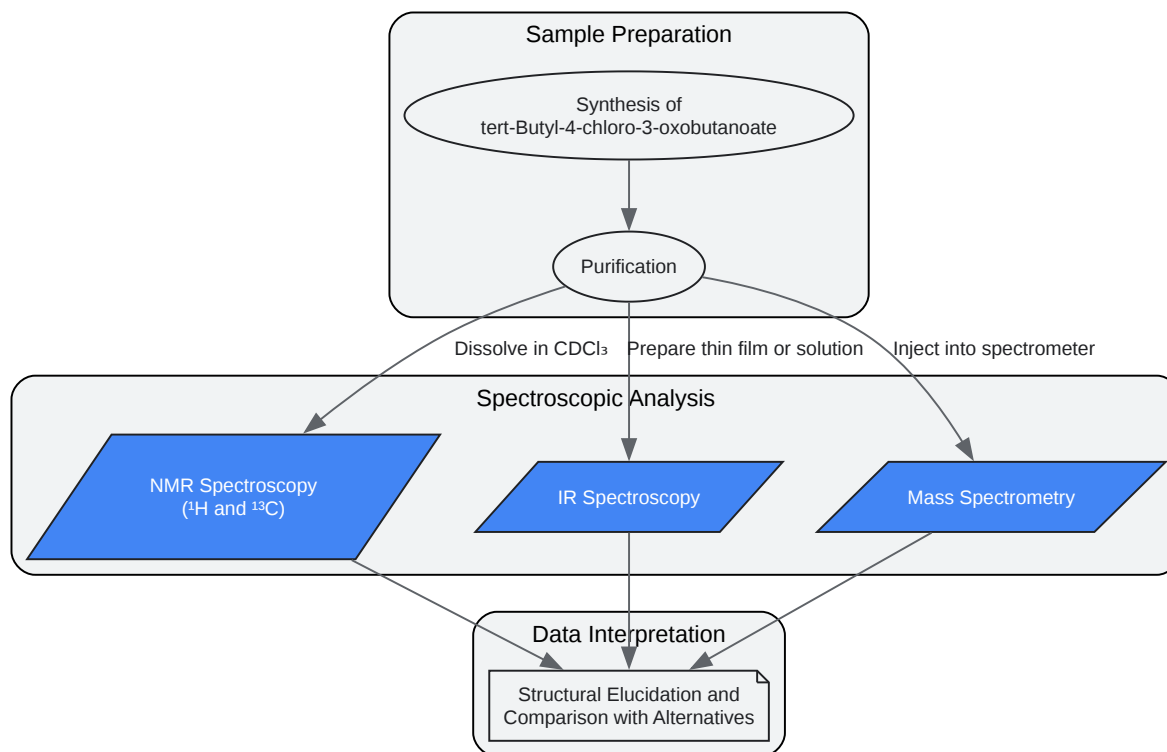 Sample Preparation
Synthesis of
tert-Butyl-4-chloro-3-oxobutanoate
Purification
Dissolve in CDCl₃
Prepare thin film or solution
Inject into spectrometer
Spectroscopic Analysis
NMR Spectroscopy
(¹H and ¹³C)
IR Spectroscopy
Mass Spectrometry
Data Interpretation
Structural Elucidation and
Comparison with Alternatives